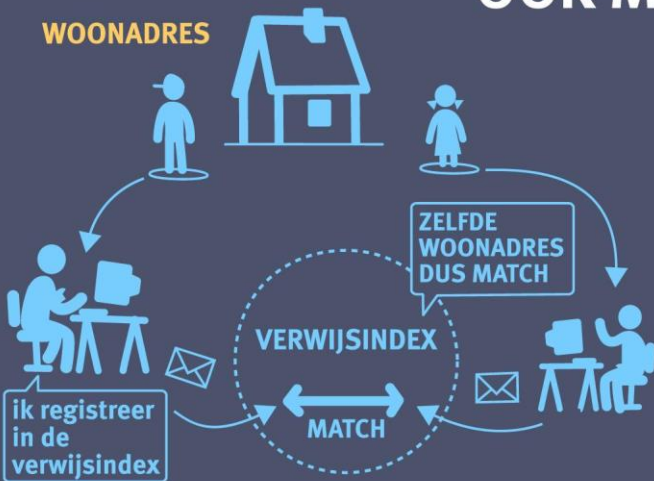 WOONADRES
ZELFDE
WOONADRES
DUS MATCH
VERWIJSINDEX
MATCH
ik registreer
in de
verwijsindex